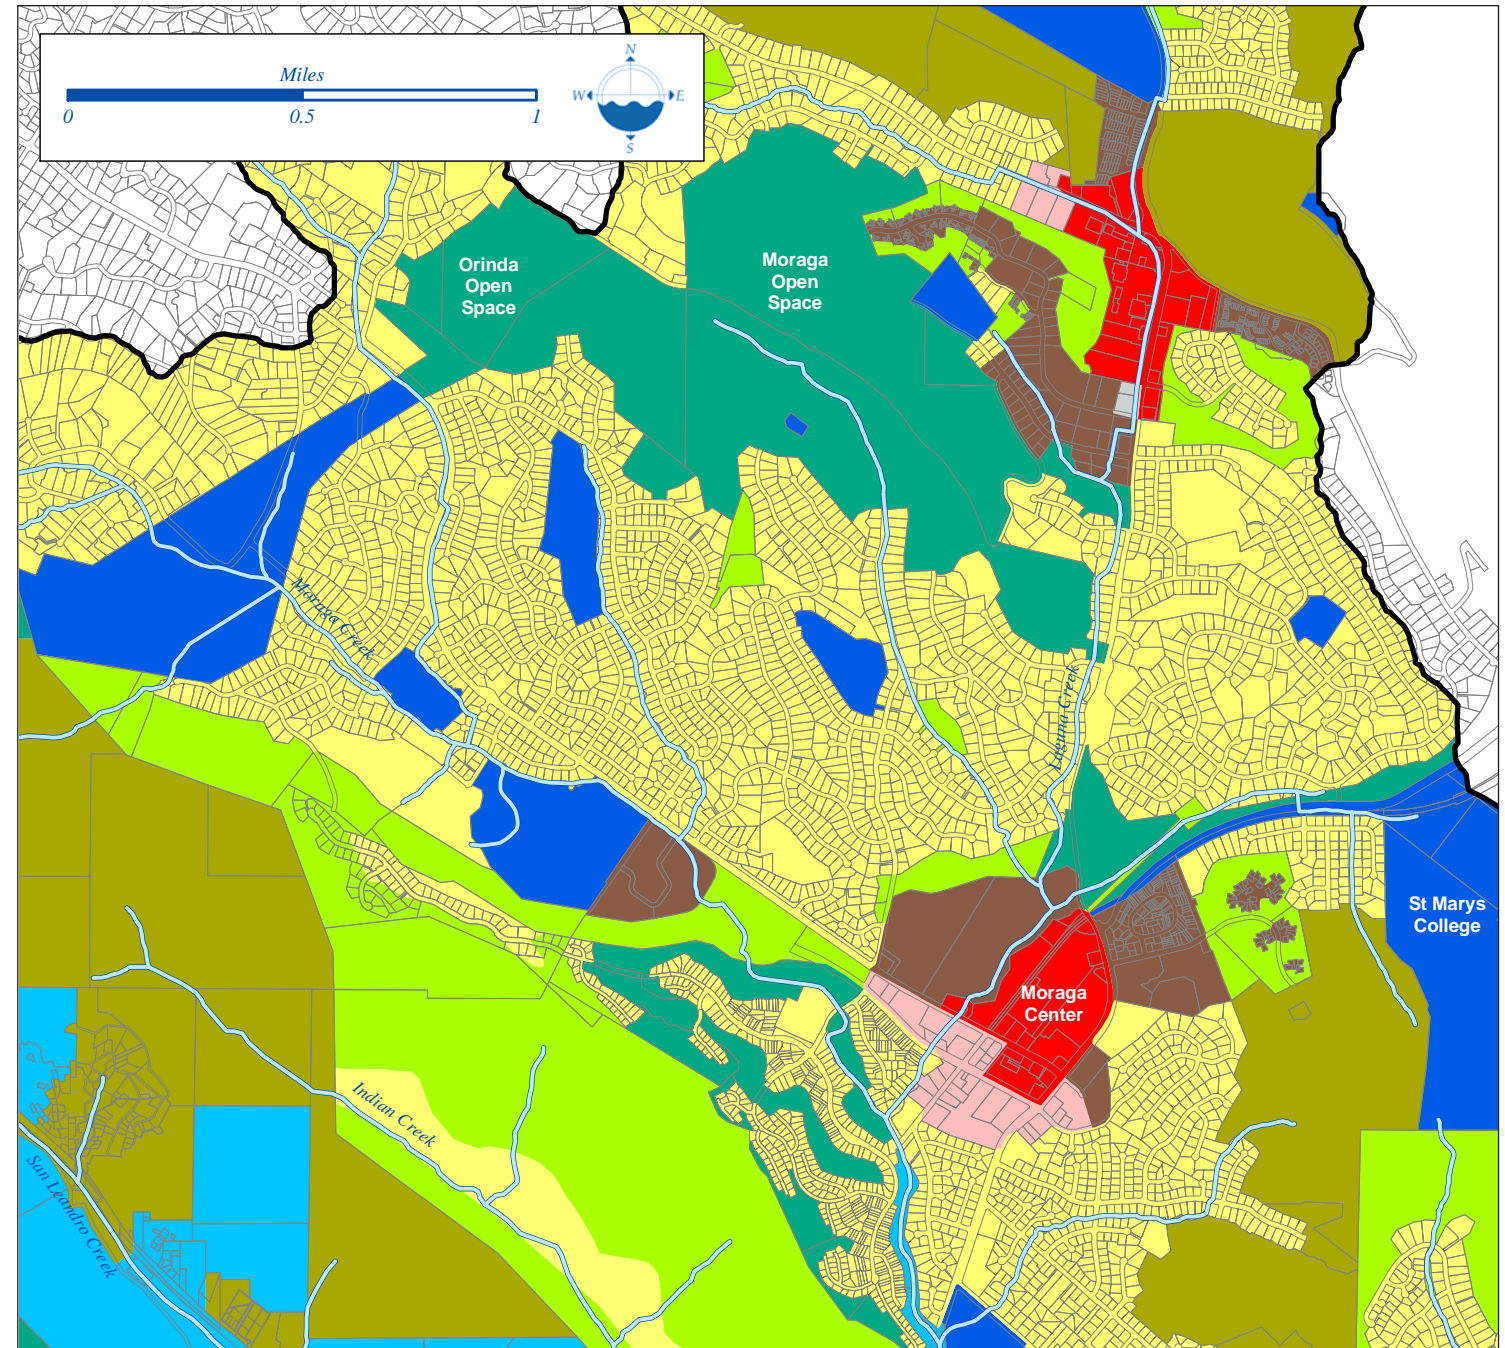 Miles
0 0.5 1
N
W E
S
Orinda
Open
Space
Moraga
Open
Space
Moraga Creek
Laguna Creek
St Marys
College
Moraga
Center
Indian Creek
San Leandro Creek